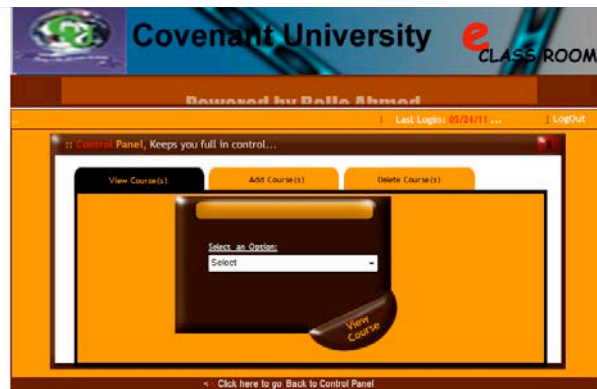 Covenant University
e
CLASS ROOM
Powered by Bello Ahmed
Last Login: 05/24/11 ...
LogOut
:: Control Panel, Keeps you full in control...
X
View Course(s)
Add Course(s)
Delete Course(s)
Select an Option:
Select
View
Course
< Click here to go Back to Control Panel